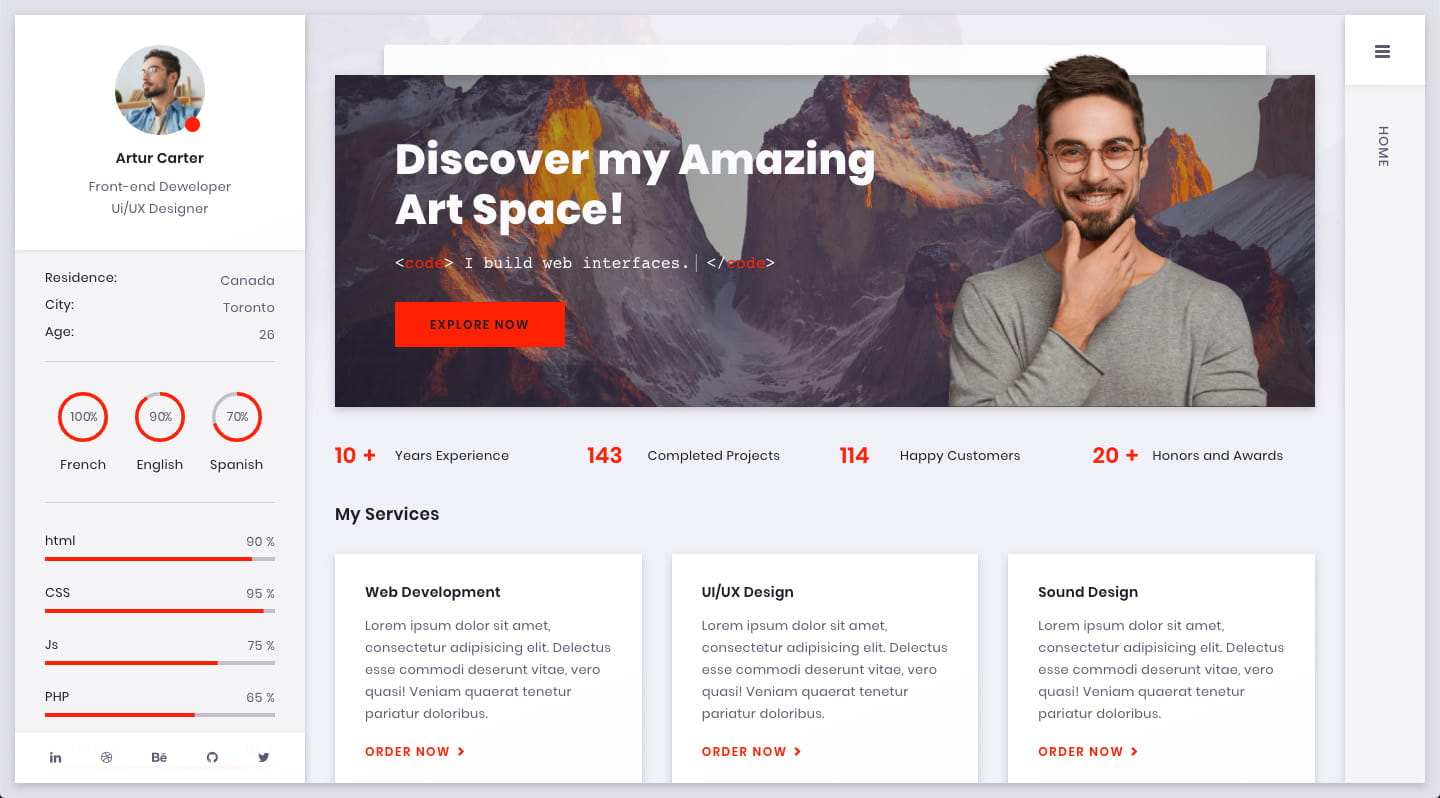 Artur Carter
Front-end Deweloper
Ui/UX Designer
Residence: Canada
City: Toronto
Age: 26
100% 90% 70%
French English Spanish
html 90 %
CSS 95 %
Js 75 %
PHP 65 %
in Bē
Discover my Amazing
Art Space!
<code> I build web interfaces. </code>
EXPLORE NOW
10 + Years Experience 143 Completed Projects 114 Happy Customers 20 + Honors and Awards
My Services
Web Development
Lorem ipsum dolor sit amet,
consectetur adipisicing elit. Delectus
esse commodi deserunt vitae, vero
quasi! Veniam quaerat tenetur
pariatur doloribus.
ORDER NOW
UI/UX Design
Lorem ipsum dolor sit amet,
consectetur adipisicing elit. Delectus
esse commodi deserunt vitae, vero
quasi! Veniam quaerat tenetur
pariatur doloribus.
ORDER NOW
Sound Design
Lorem ipsum dolor sit amet,
consectetur adipisicing elit. Delectus
esse commodi deserunt vitae, vero
quasi! Veniam quaerat tenetur
pariatur doloribus.
ORDER NOW
HOME